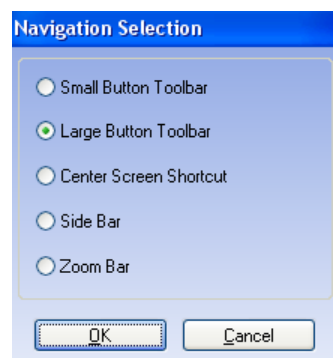 Navigation Selection
Small Button Toolbar
Large Button Toolbar
Center Screen Shortcut
Side Bar
Zoom Bar
OK
Cancel